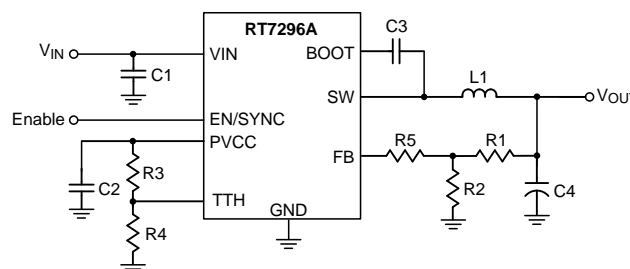 RT7296A
C3
VIN
VIN
BOOT
C1
L1
SW
VOUT
Enable
EN/SYNC
PVCC
FB
R5
R1
R3
C2
R2
C4
TTH
GND
R4